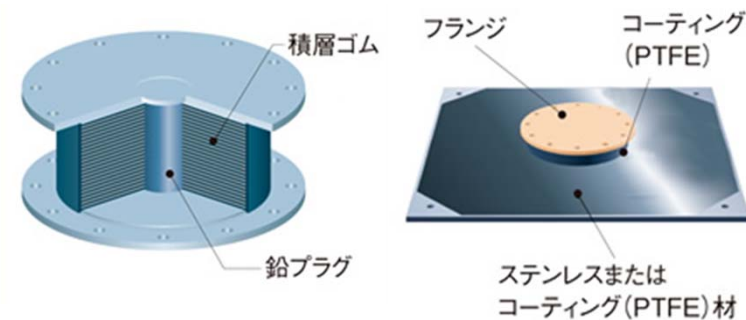 積層ゴム
鉛プラグ
フランジ
コーティング
(PTFE)
ステンレスまたは
コーティング(PTFE)材